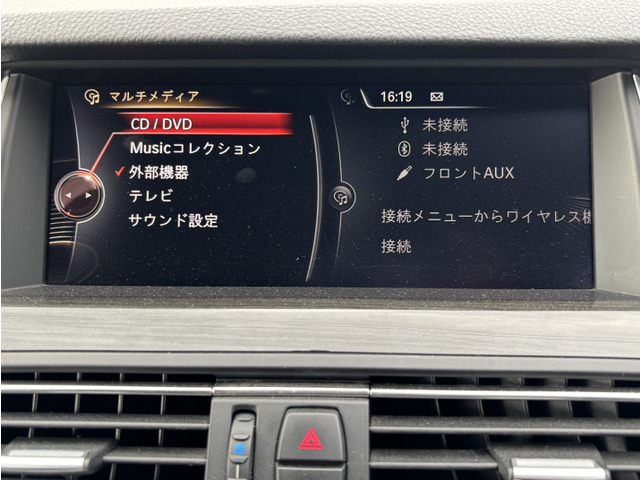 マルチメディア
CD / DVD
Musicコレクション
外部機器
テレビ
サウンド設定
16:19
未接続
未接続
フロントAUX
接続メニューからワイヤレス機
接続